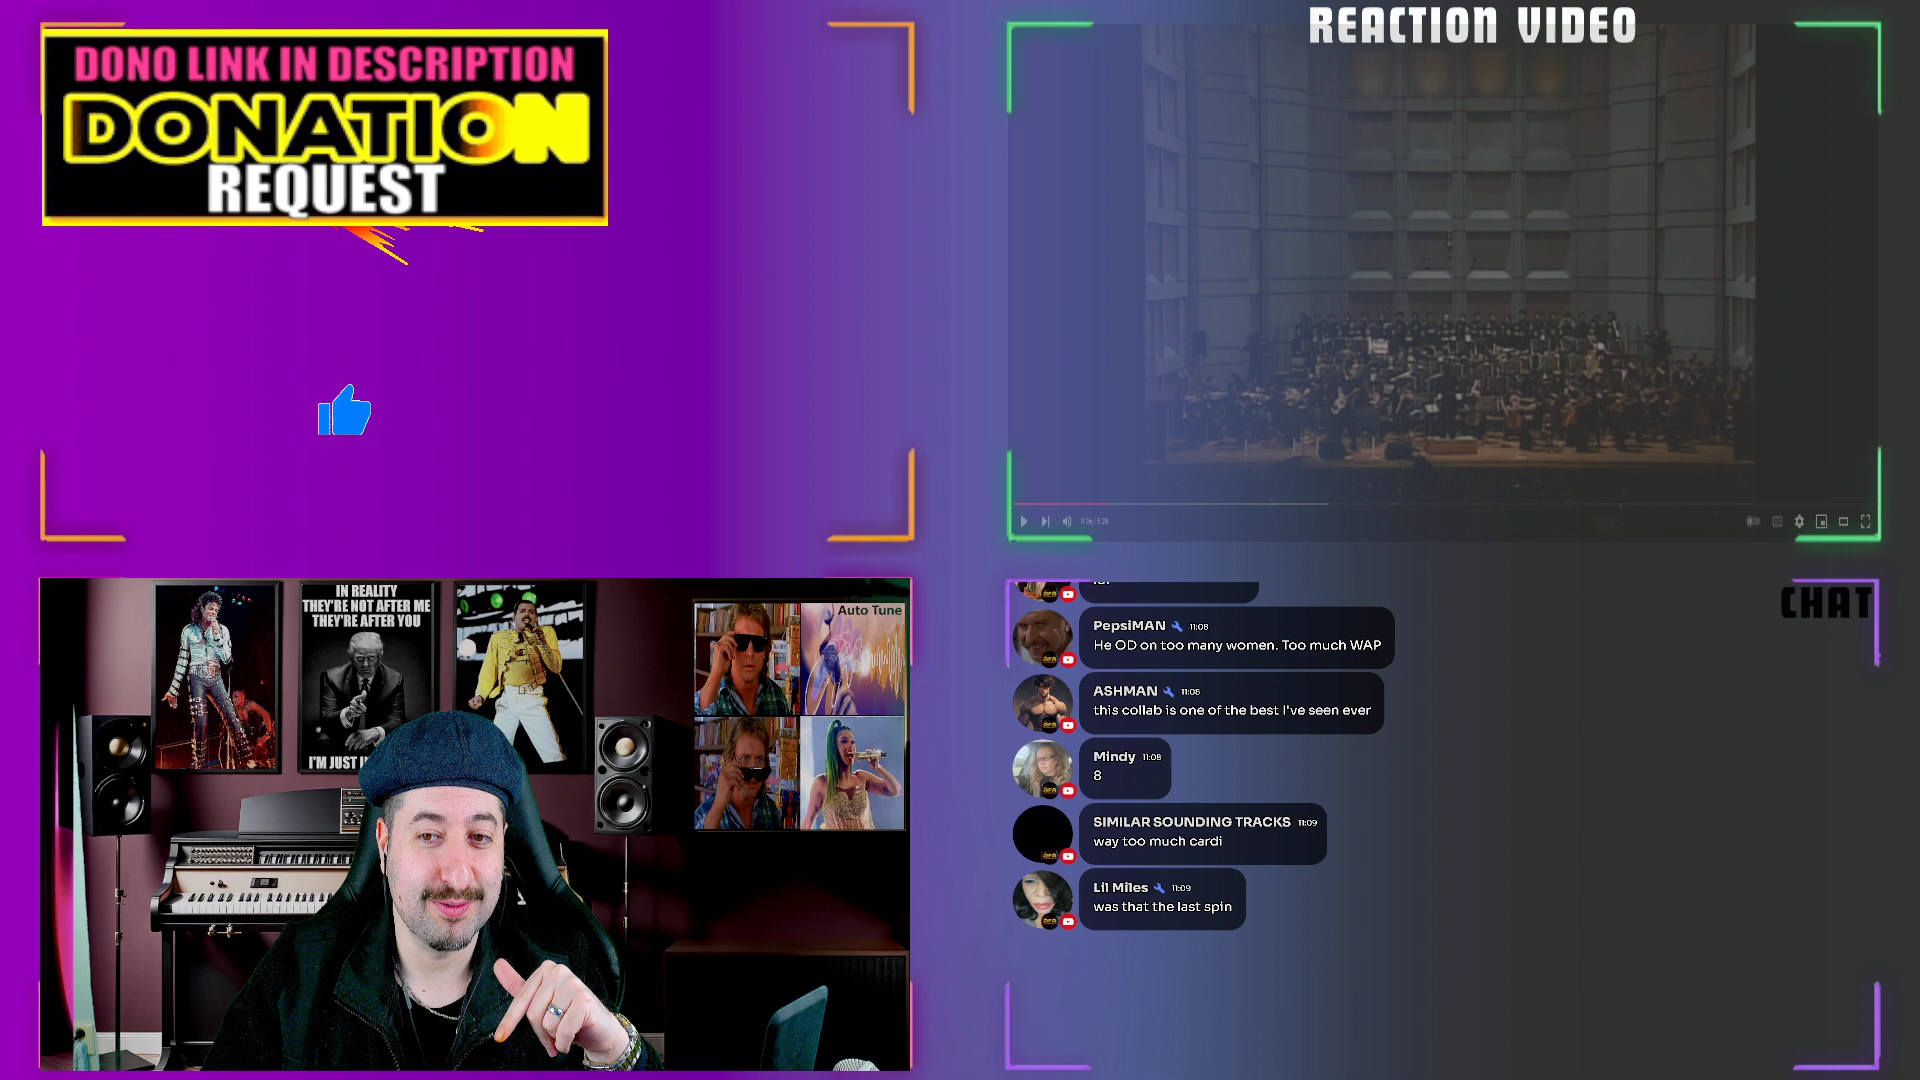 DONO LINK IN DESCRIPTION
DONATION
REQUEST
REACTION VIDEO
IN REALITY
THEY'RE NOT AFTER ME
THEY'RE AFTER YOU
I'M JUST
Auto Tune
CHAT
PepsiMAN 11:08
He OD on too many women. Too much WAP
ASHMAN 11:08
this collab is one of the best I've seen ever
Mindy 11:08
8
SIMILAR SOUNDING TRACKS 11:09
way too much cardi
Lil Miles 11:09
was that the last spin